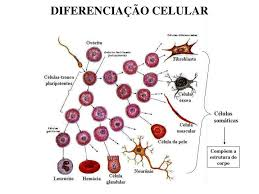 DIFERENCIAÇÃO CELULAR
Ovócito
Fibroblasto
Células-tronco
pluripotentes
Célula
óssea
Célula
muscular
Células
somáticas
Célula da pele
Compõem a
estrutura do
corpo
Leucócito
Hemácia
Célula
glandular
Neurônio